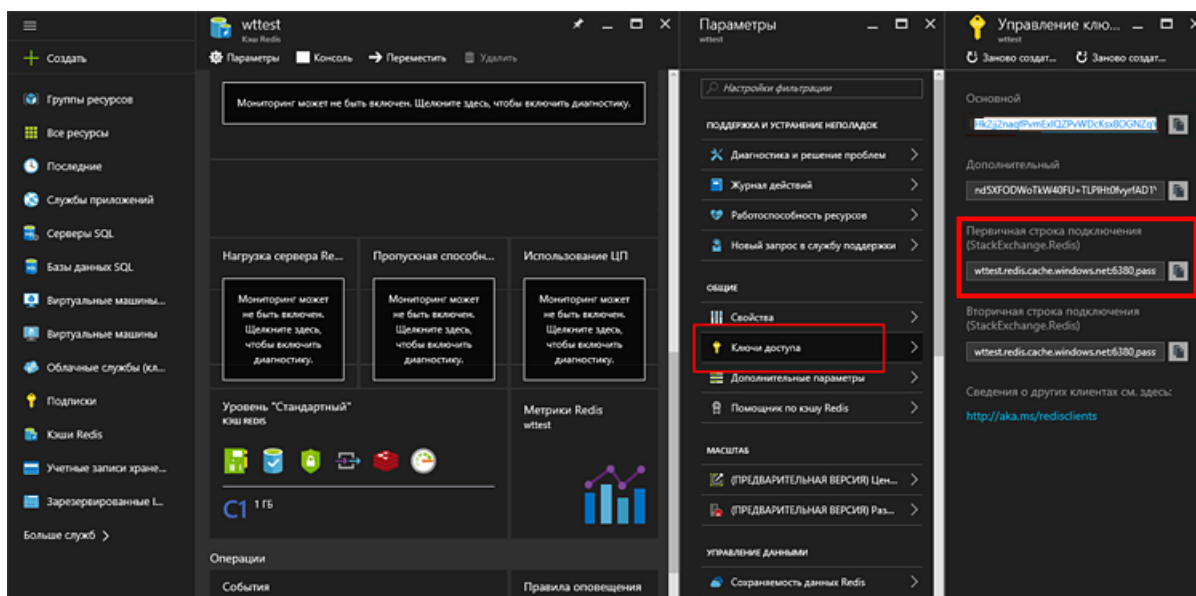 Создать
Группы ресурсов
Все ресурсы
Последние
Службы приложений
Серверы SQL
Базы данных SQL
Виртуальные машины...
Виртуальные машины
Облачные службы (кл...
Подписки
Кэши Redis
Учетные записи хране...
Зарезервированные I...
Больше служб
wttest
Кэш Redis
Параметры
Консоль
Переместить
Удалить
Мониторинг может не быть включен. Щелкните здесь, чтобы включить диагностику.
Нагрузка сервера Re...
Мониторинг может
не быть включен.
Щелкните здесь,
чтобы включить
диагностику.
Пропускная способн...
Мониторинг может
не быть включен.
Щелкните здесь,
чтобы включить
диагностику.
Использование ЦП
Мониторинг может
не быть включен.
Щелкните здесь,
чтобы включить
диагностику.
Уровень "Стандартный"
КЭШ REDIS
C1 1 ГБ
Метрики Redis
wttest
Операции
События
Правила оповещения
Параметры
wttest
Настройки фильтрации
ПОДДЕРЖКА И УСТРАНЕНИЕ НЕПОЛАДОК
Диагностика и решение проблем
Журнал действий
Работоспособность ресурсов
Новый запрос в службу поддержки
ОБЩИЕ
Свойства
Ключи доступа
Дополнительные параметры
Помощник по кэшу Redis
МАСШТАБ
(ПРЕДВАРИТЕЛЬНАЯ ВЕРСИЯ) Цен...
(ПРЕДВАРИТЕЛЬНАЯ ВЕРСИЯ) Раз...
УПРАВЛЕНИЕ ДАННЫМИ
Сохраняемость данных Redis
Управление клю...
wttest
Заново создат...
Заново создат...
Основной
Дополнительный
Первичная строка подключения
(StackExchange.Redis)
wttest.redis.cache.windows.net:6380,pass
Вторичная строка подключения
(StackExchange.Redis)
wttest.redis.cache.windows.net:6380,pass
Сведения о других клиентах см. здесь:
http://aka.ms/redisclients